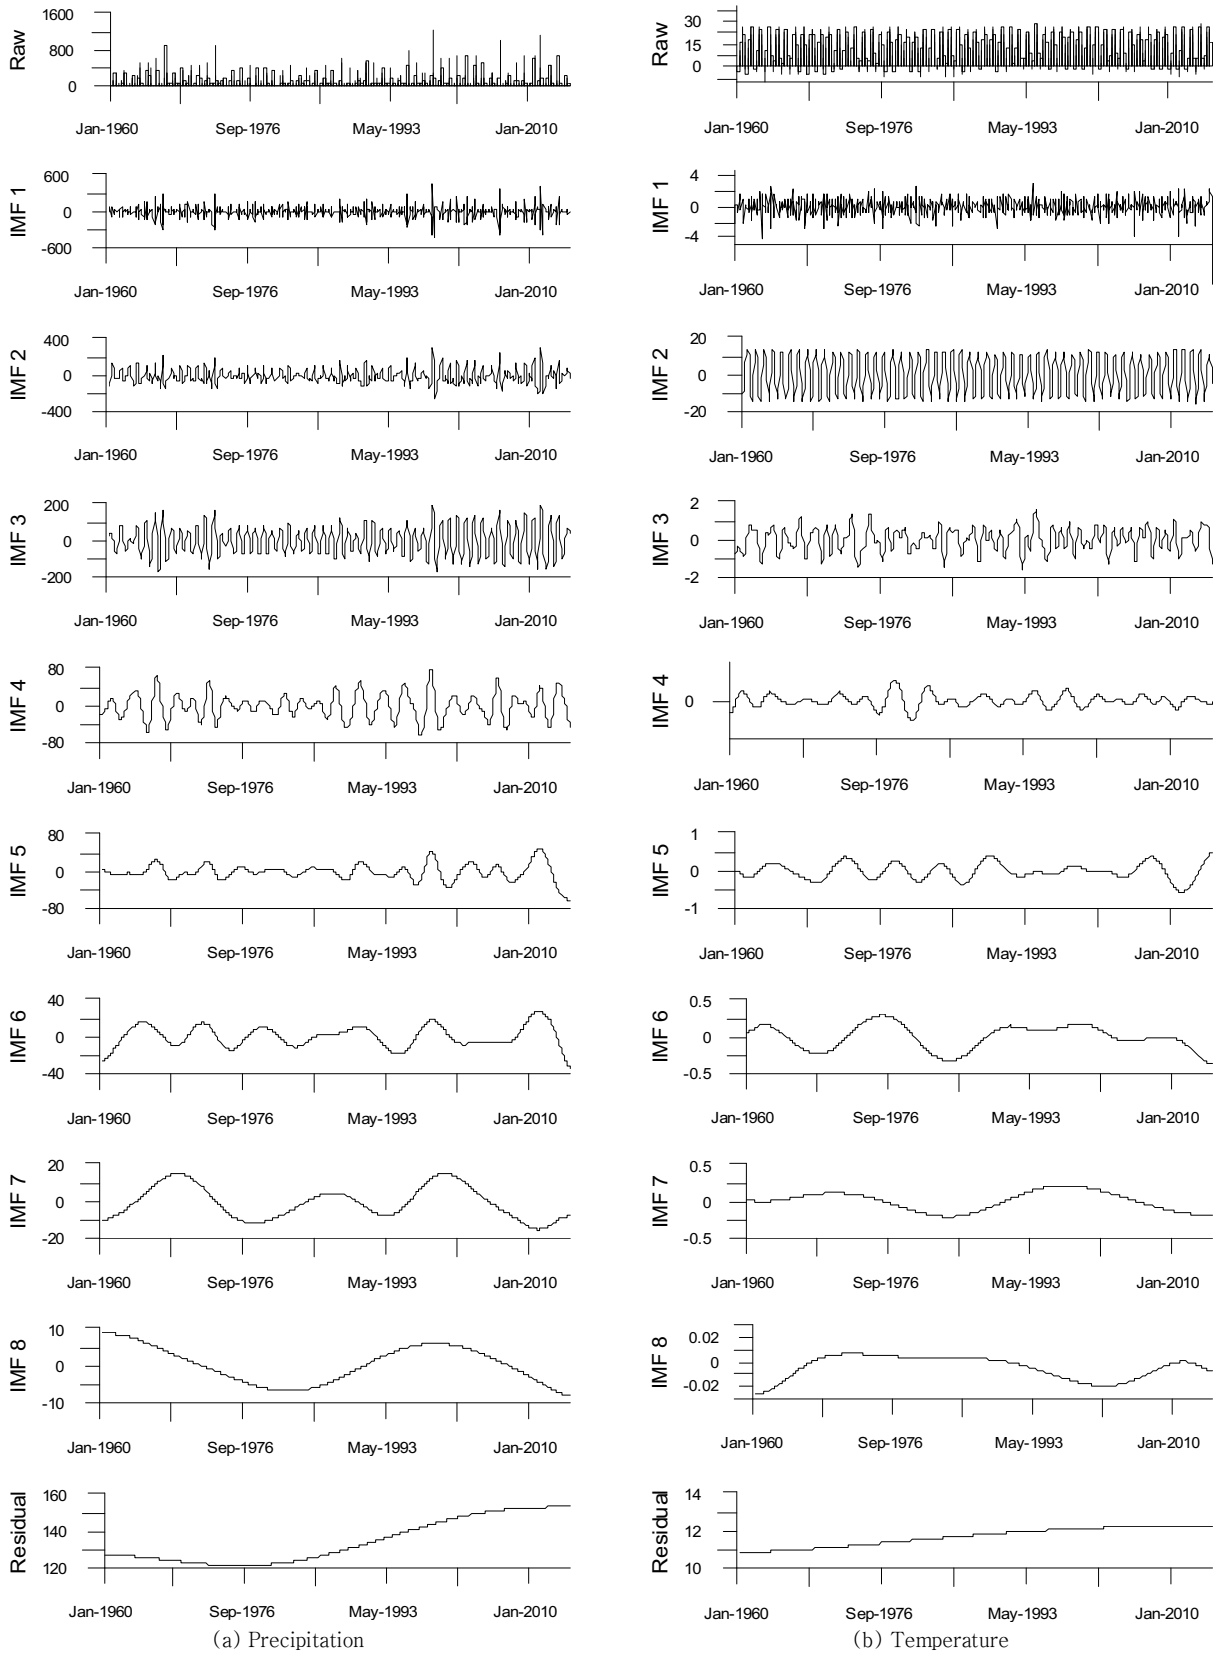 Raw
1600
800
0
Jan-1960 Sep-1976 May-1993 Jan-2010
IMF 1
600
0
-600
Jan-1960 Sep-1976 May-1993 Jan-2010
IMF 2
400
0
-400
Jan-1960 Sep-1976 May-1993 Jan-2010
IMF 3
200
0
-200
Jan-1960 Sep-1976 May-1993 Jan-2010
IMF 4
80
0
-80
Jan-1960 Sep-1976 May-1993 Jan-2010
IMF 5
80
0
-80
Jan-1960 Sep-1976 May-1993 Jan-2010
IMF 6
40
0
-40
Jan-1960 Sep-1976 May-1993 Jan-2010
IMF 7
20
0
-20
Jan-1960 Sep-1976 May-1993 Jan-2010
IMF 8
10
0
-10
Jan-1960 Sep-1976 May-1993 Jan-2010
Residual
160
140
120
Jan-1960 Sep-1976 May-1993 Jan-2010
(a) Precipitation
Raw
30
15
0
Jan-1960 Sep-1976 May-1993 Jan-2010
IMF 1
4
0
-4
Jan-1960 Sep-1976 May-1993 Jan-2010
IMF 2
20
0
-20
Jan-1960 Sep-1976 May-1993 Jan-2010
IMF 3
2
0
-2
Jan-1960 Sep-1976 May-1993 Jan-2010
IMF 4
0
Jan-1960 Sep-1976 May-1993 Jan-2010
IMF 5
1
0
-1
Jan-1960 Sep-1976 May-1993 Jan-2010
IMF 6
0.5
0
-0.5
Jan-1960 Sep-1976 May-1993 Jan-2010
IMF 7
0.5
0
-0.5
Jan-1960 Sep-1976 May-1993 Jan-2010
IMF 8
0.02
0
-0.02
Jan-1960 Sep-1976 May-1993 Jan-2010
Residual
14
12
10
Jan-1960 Sep-1976 May-1993 Jan-2010
(b) Temperature